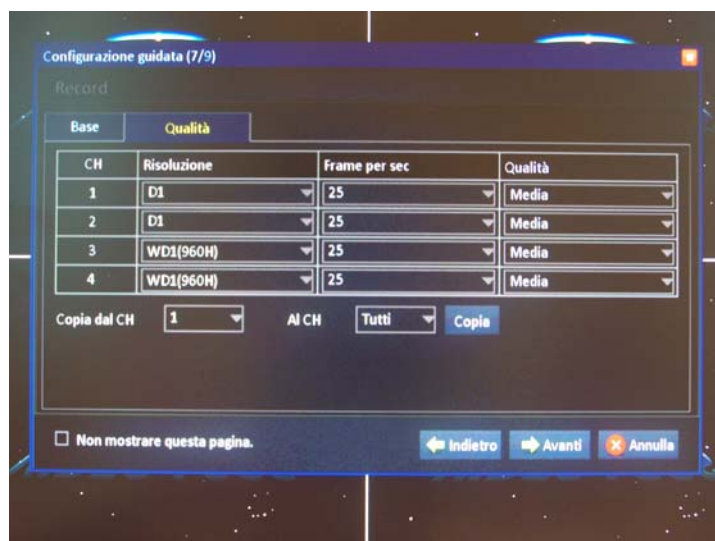 Configurazione guidata (7/9)
Record
Base Qualità
CH Risoluzione Frame per sec Qualità
1 D1 25 Media
2 D1 25 Media
3 WD1(960H) 25 Media
4 WD1(960H) 25 Media
Copia dal CH 1 Al CH Tutti Copia
Non mostrare questa pagina. Indietro Avanti Annulla